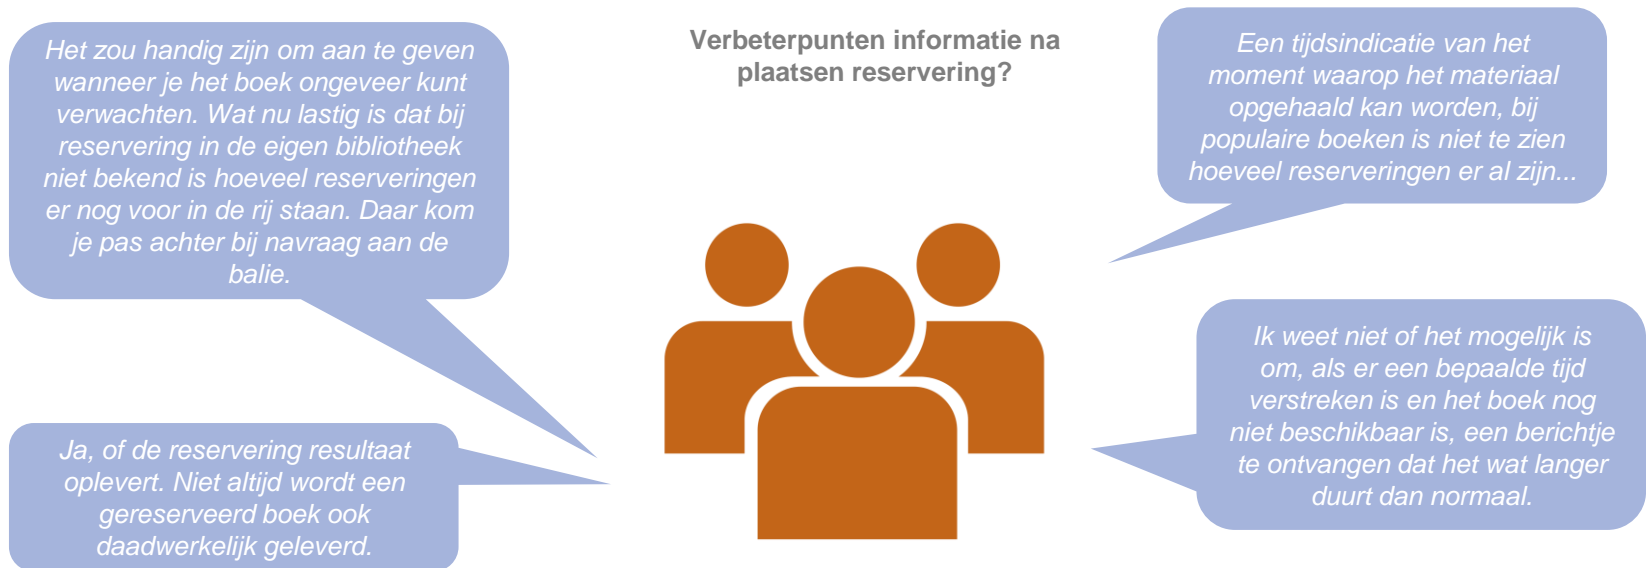 Verbeterpunten informatie na
plaatsen reservering?
Het zou handig zijn om aan te geven
wanneer je het boek ongeveer kunt
verwachten. Wat nu lastig is dat bij
reservering in de eigen bibliotheek
niet bekend is hoeveel reserveringen
er nog voor in de rij staan. Daar kom
je pas achter bij navraag aan de
balie.
Een tijdsindicatie van het
moment waarop het materiaal
opgehaald kan worden, bij
populaire boeken is niet te zien
hoeveel reserveringen er al zijn...
Ja, of de reservering resultaat
oplevert. Niet altijd wordt een
gereserveerd boek ook
daadwerkelijk geleverd.
Ik weet niet of het mogelijk is
om, als er een bepaalde tijd
verstreken is en het boek nog
niet beschikbaar is, een berichtje
te ontvangen dat het wat langer
duurt dan normaal.